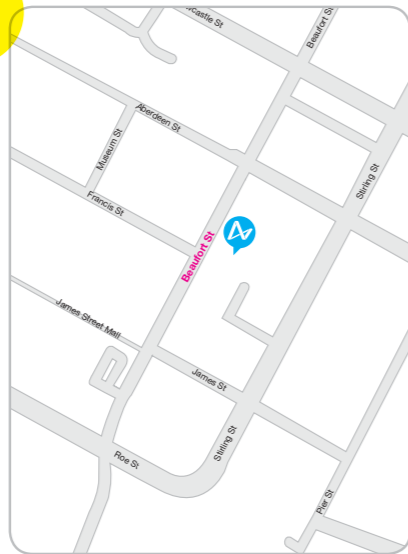 Beaufort St
Aberdeen St
Museum St
Stirling St
Francis St
Beaufort St
James Street Mall
James St
Stirling St
Roe St
Pier St